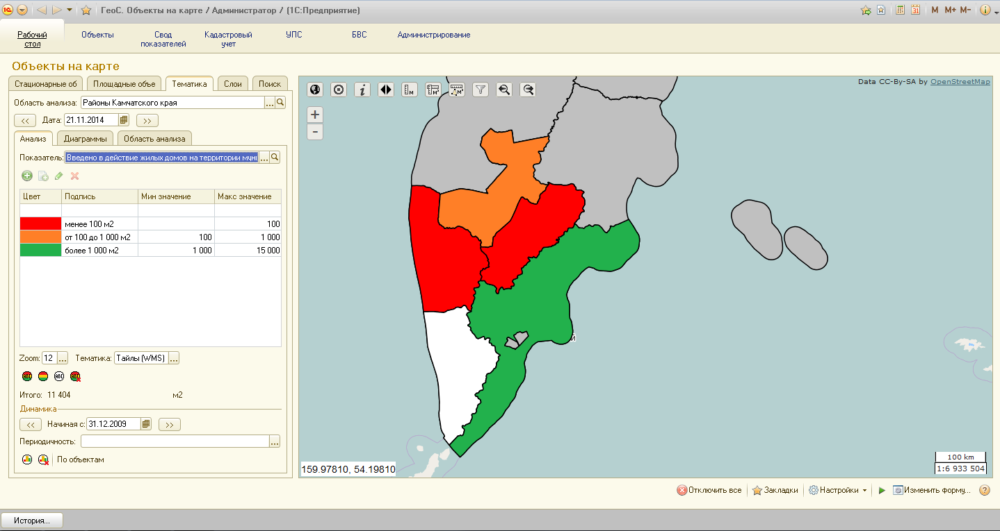 ГеоС. Объекты на карте / Администратор / (1С:Предприятие)
M M+ M-
Рабочий стол
Объекты
Свод показателей
Кадастровый учет
УПС
БВС
Администрирование
Объекты на карте
Стационарные об
Площадные объе
Тематика
Слои
Поиск
Область анализа: Районы Камчатского края ...
<< Дата: 21.11.2014 >>
Анализ
Диаграммы
Область анализа
Показатель: Введено в действие жилых домов на территории ...
Цвет Подпись Мин значение Макс значение
менее 100 м2 100
от 100 до 1 000 м2 100 1 000
более 1 000 м2 1 000 15 000
Zoom: 12 ... Тематика: Тайлы (WMS) ...
Итого: 11 404 м2
Динамика
<< Начиная с: 31.12.2009 >>
Периодичность: ...
По объектам
Data CC-By-SA by OpenStreetMap
+
-
й
159.97810, 54.19810
100 km
1:6 933 504
Отключить все
Закладки
Настройки
Изменить форму...
История...